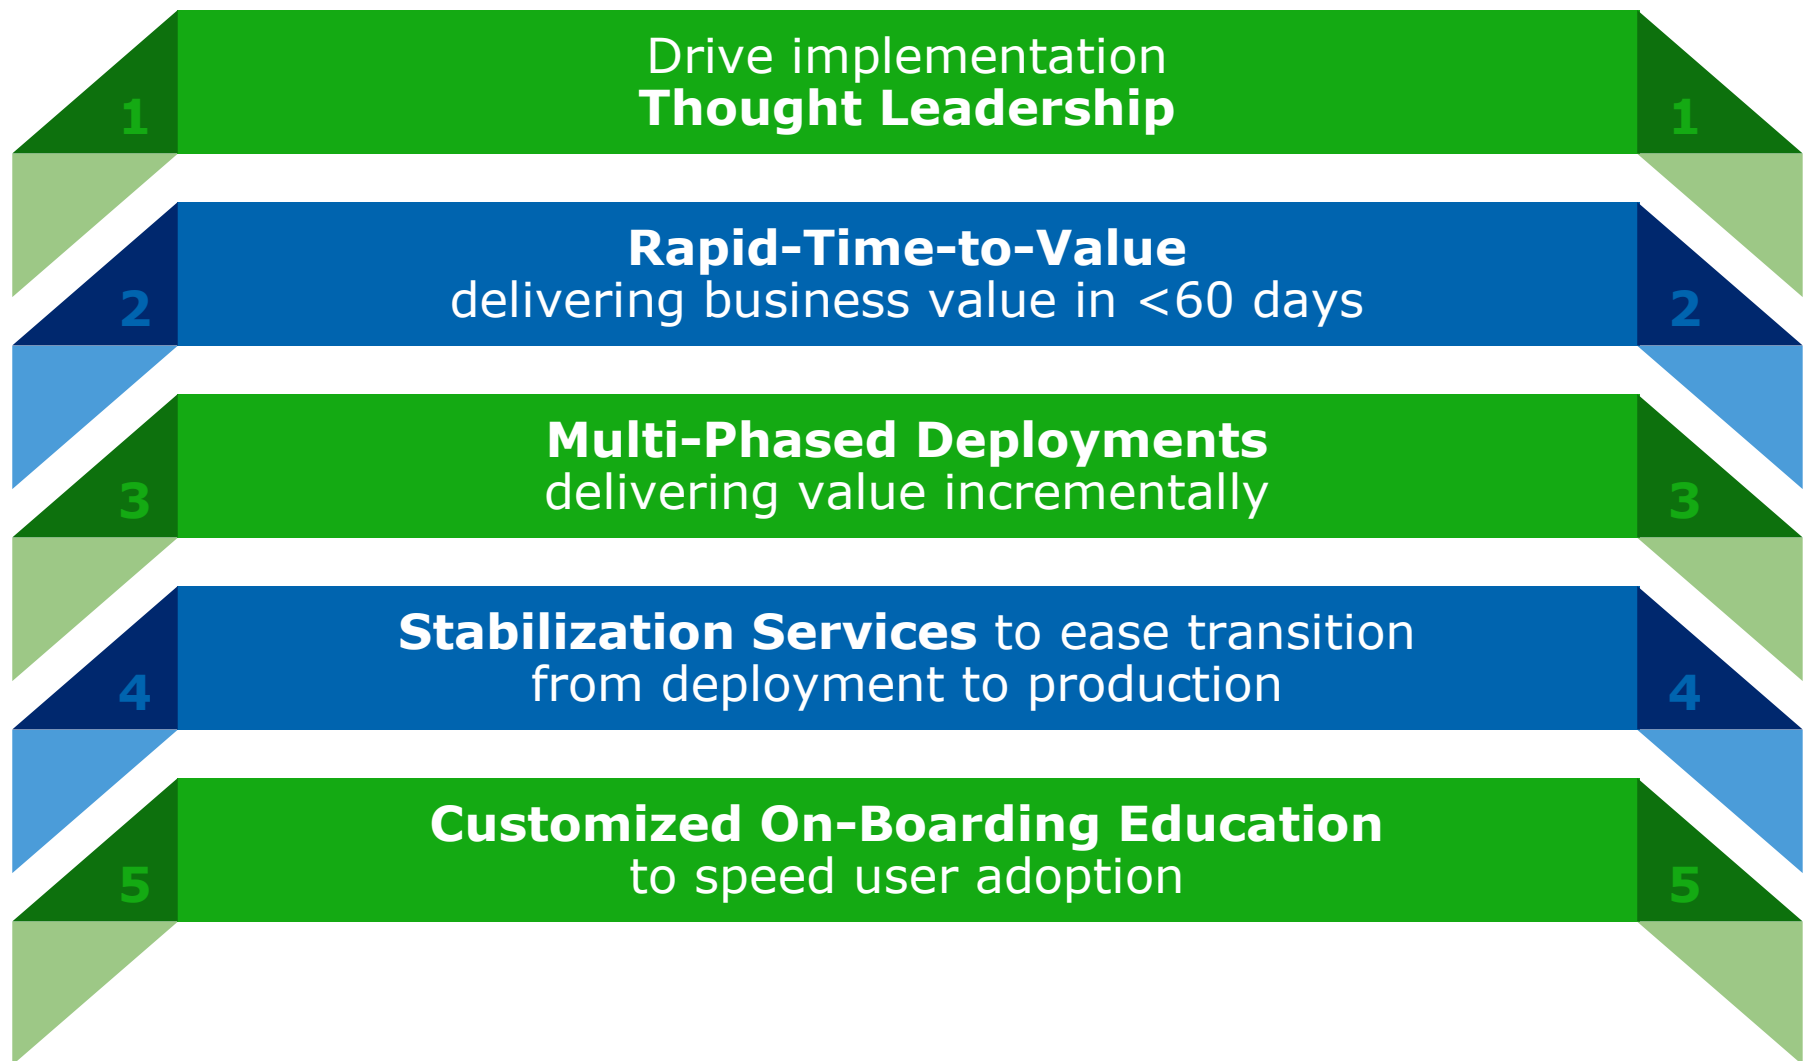 Drive implementation
1 Thought Leadership 1
Rapid-Time-to-Value
2 delivering business value in <60 days 2
Multi-Phased Deployments
3 delivering value incrementally 3
Stabilization Services to ease transition
4 from deployment to production 4
Customized On-Boarding Education
5 to speed user adoption 5